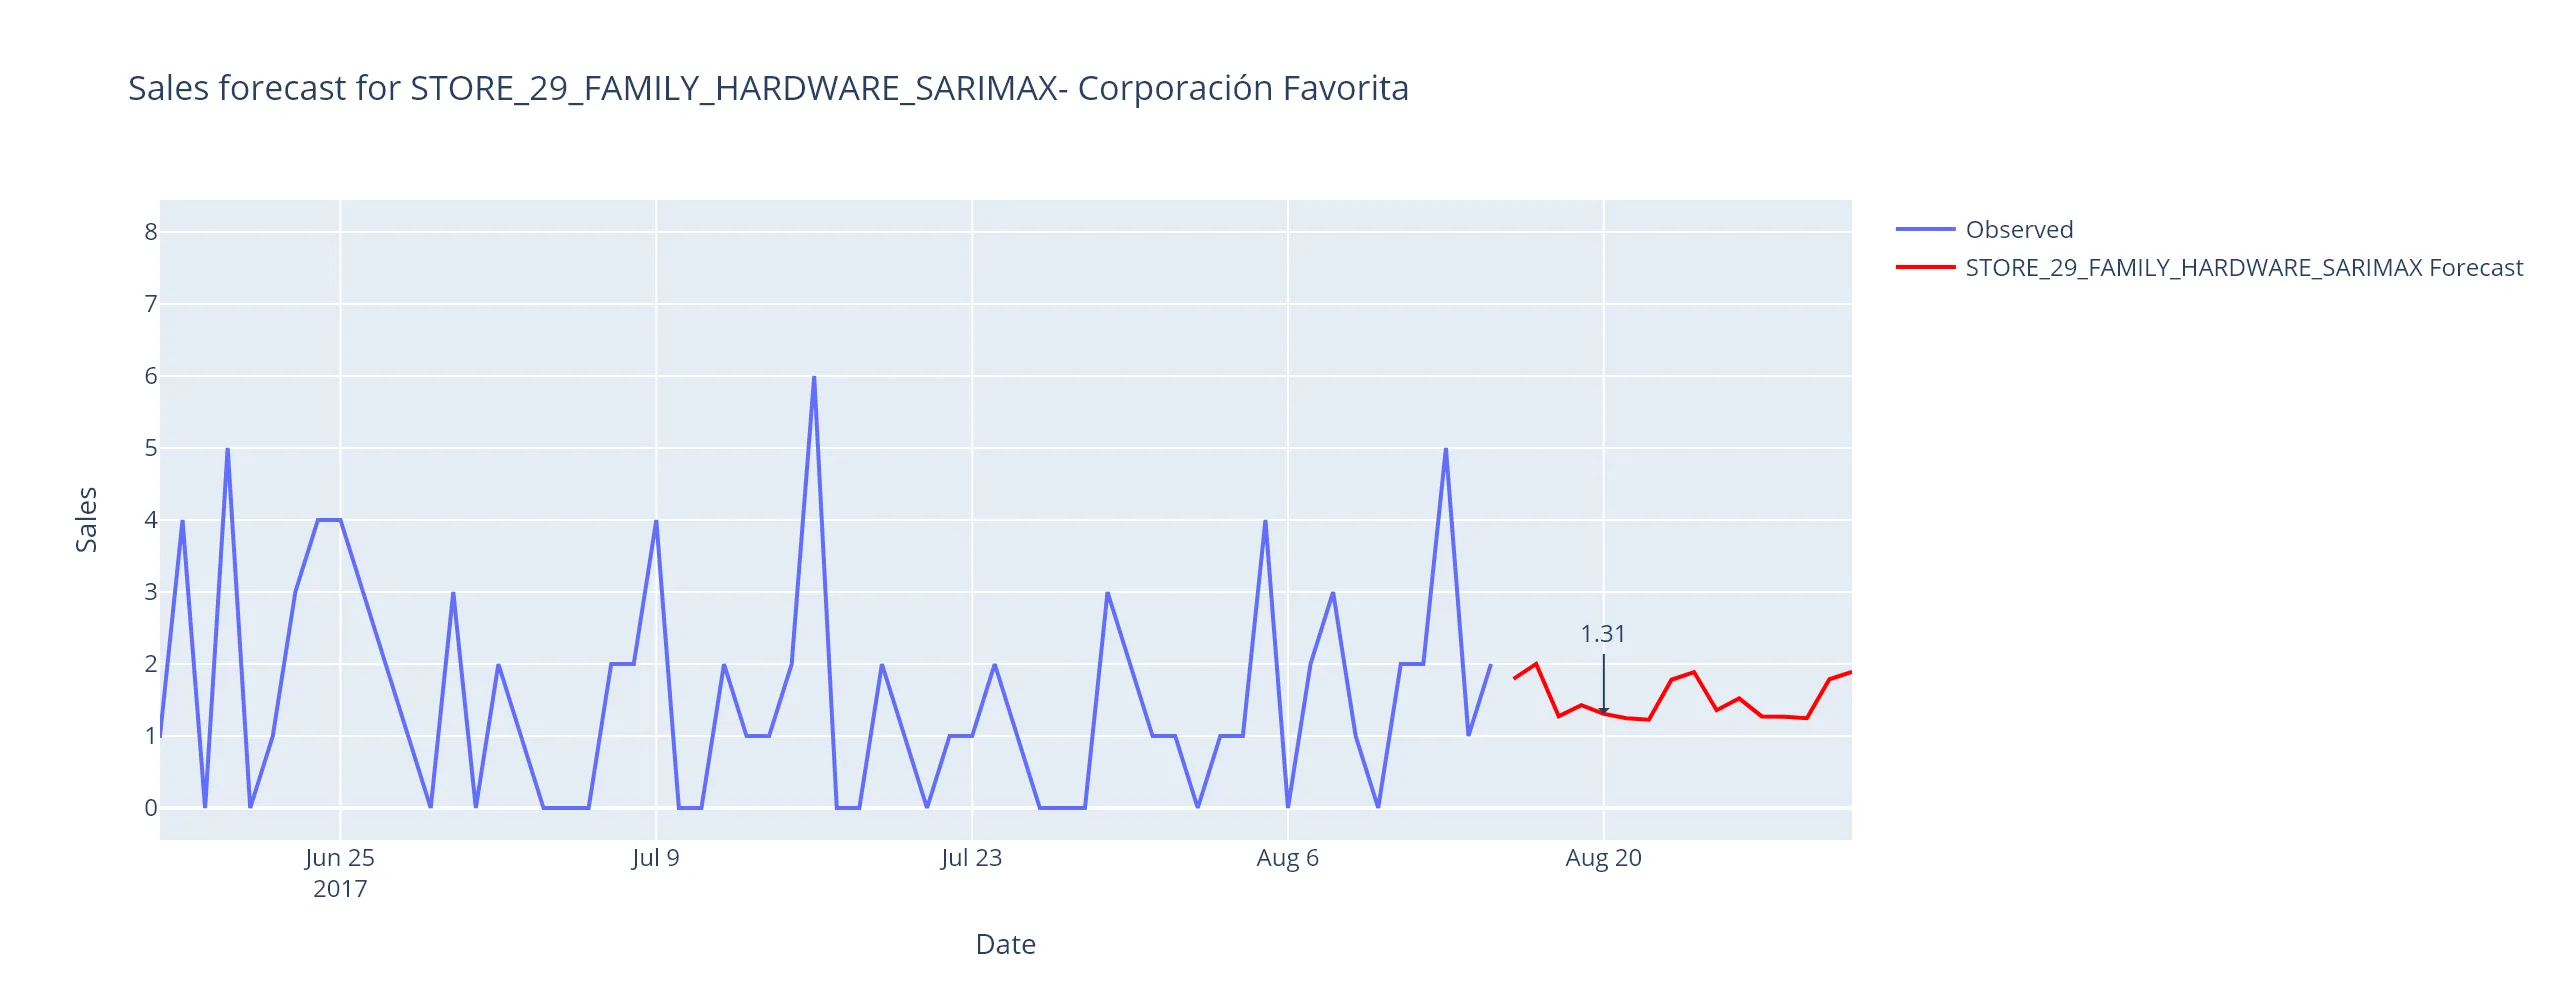 Sales forecast for STORE_29_FAMILY_HARDWARE_SARIMAX- Corporación Favorita
Observed
STORE_29_FAMILY_HARDWARE_SARIMAX Forecast
8
7
6
5
4
3
2
1
0
Sales
1.31
Jun 25
2017
Jul 9
Jul 23
Aug 6
Aug 20
Date